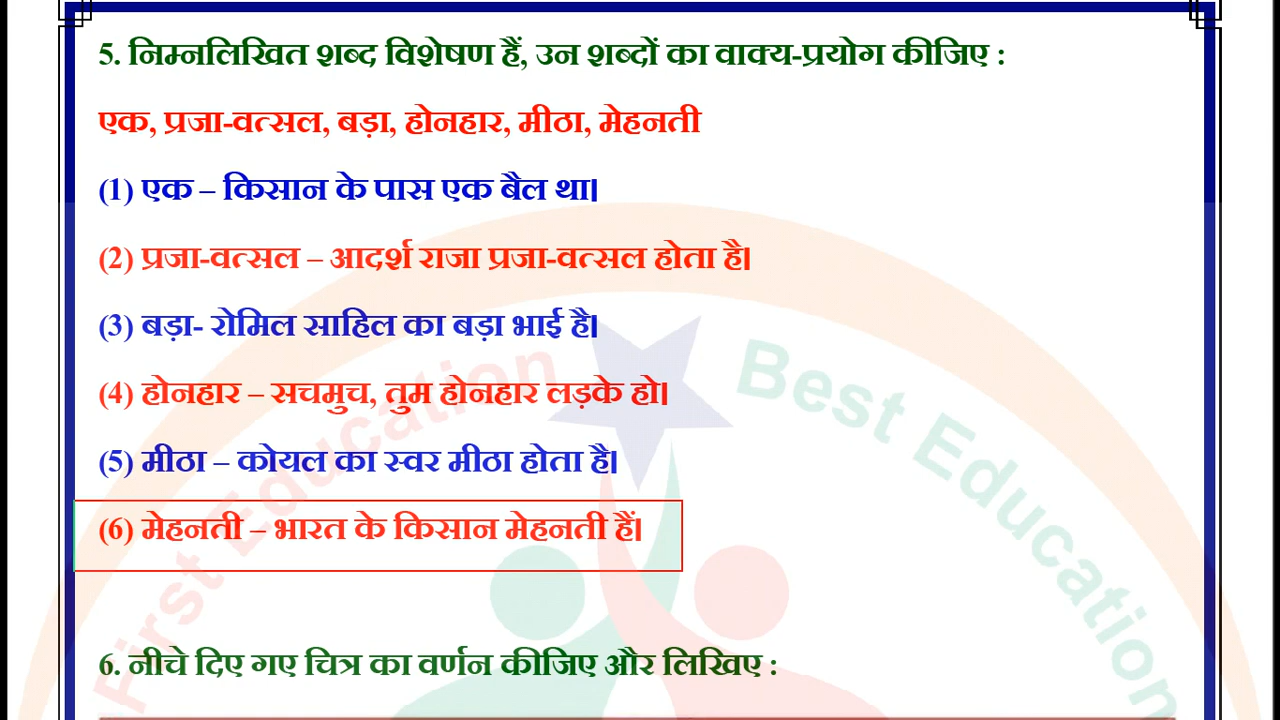 5. निम्नलिखित शब्द विशेषण हैं, उन शब्दों का वाक्य-प्रयोग कीजिए :
एक, प्रजा-वत्सल, बड़ा, होनहार, मीठा, मेहनती
(1) एक – किसान के पास एक बैल था।
(2) प्रजा-वत्सल – आदर्श राजा प्रजा-वत्सल होता है।
(3) बड़ा- रोमिल साहिल का बड़ा भाई है।
(4) होनहार – सचमुच, तुम होनहार लड़के हो।
(5) मीठा – कोयल का स्वर मीठा होता है।
(6) मेहनती – भारत के किसान मेहनती हैं।
6. नीचे दिए गए चित्र का वर्णन कीजिए और लिखिए :
First Education
Best Education